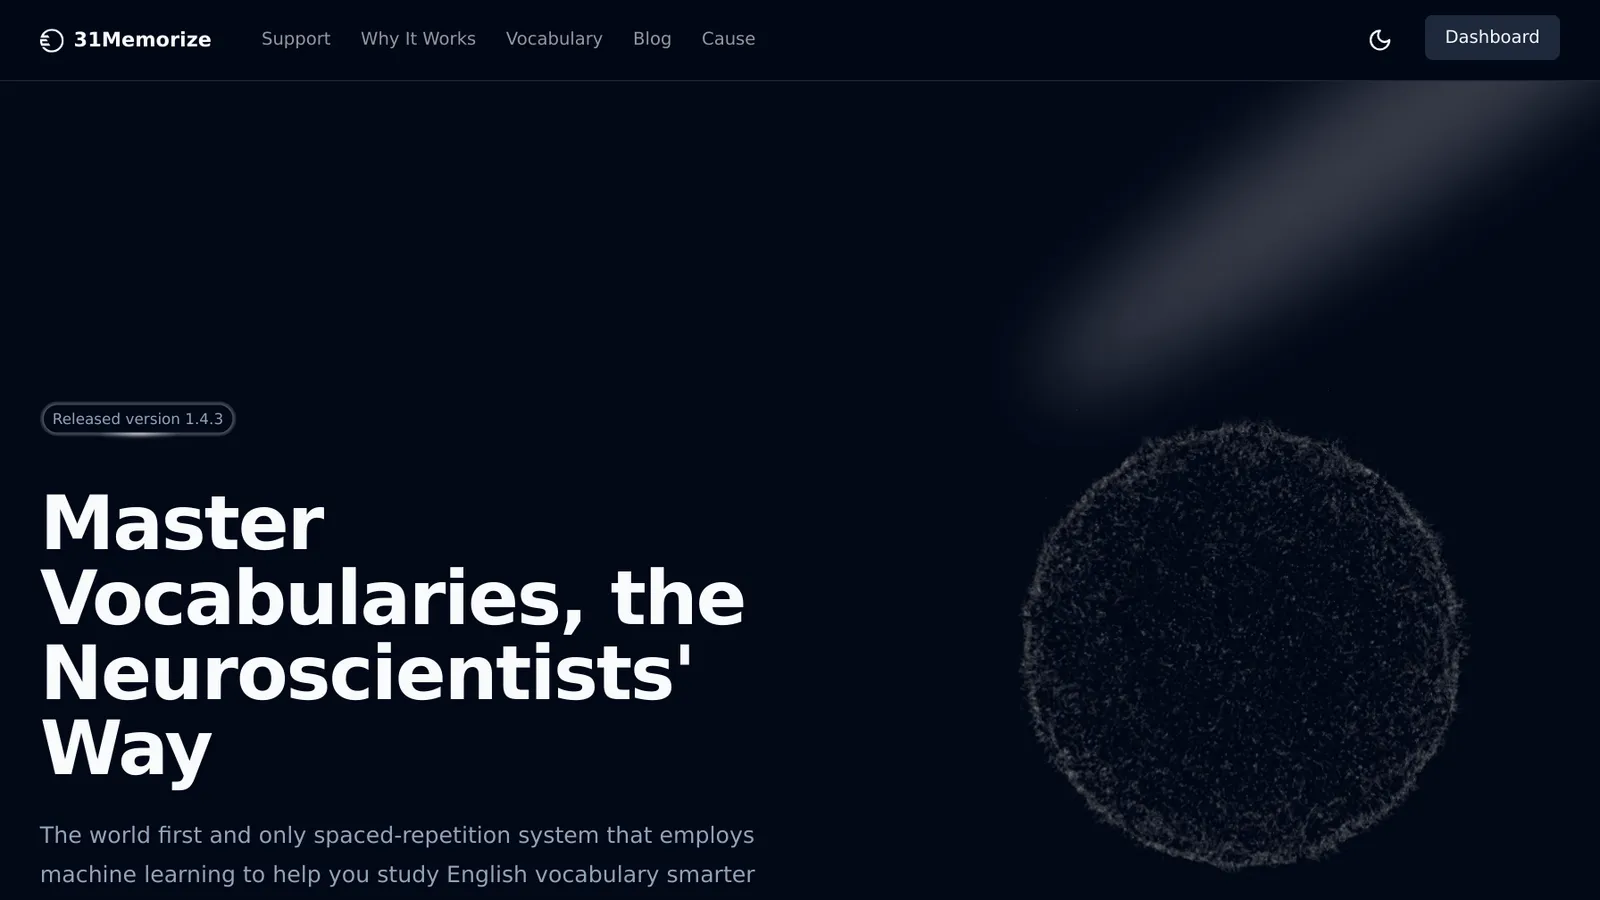 31Memorize
Support
Why It Works
Vocabulary
Blog
Cause
Dashboard
Released version 1.4.3
Master
Vocabularies, the
Neuroscientists'
Way
The world first and only spaced-repetition system that employs
machine learning to help you study English vocabulary smarter